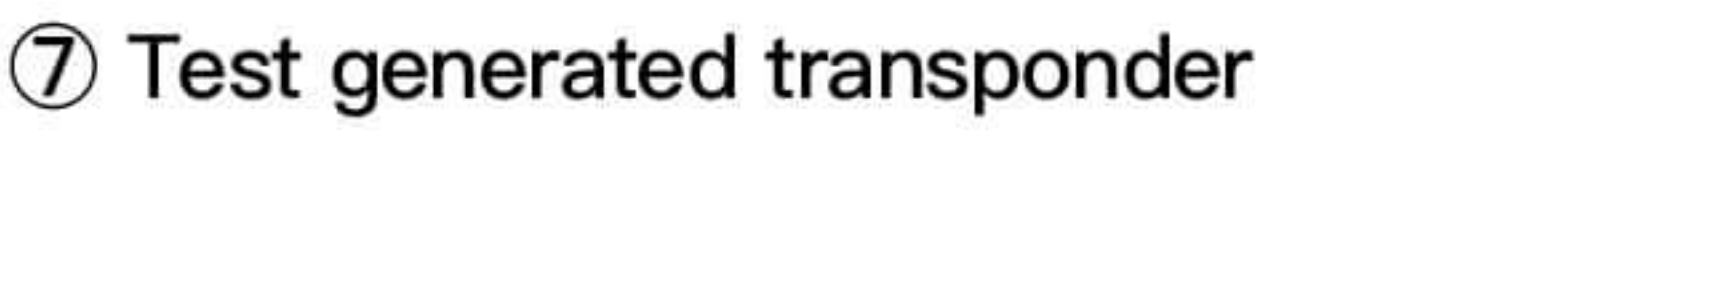 ⑦ Test generated transponder